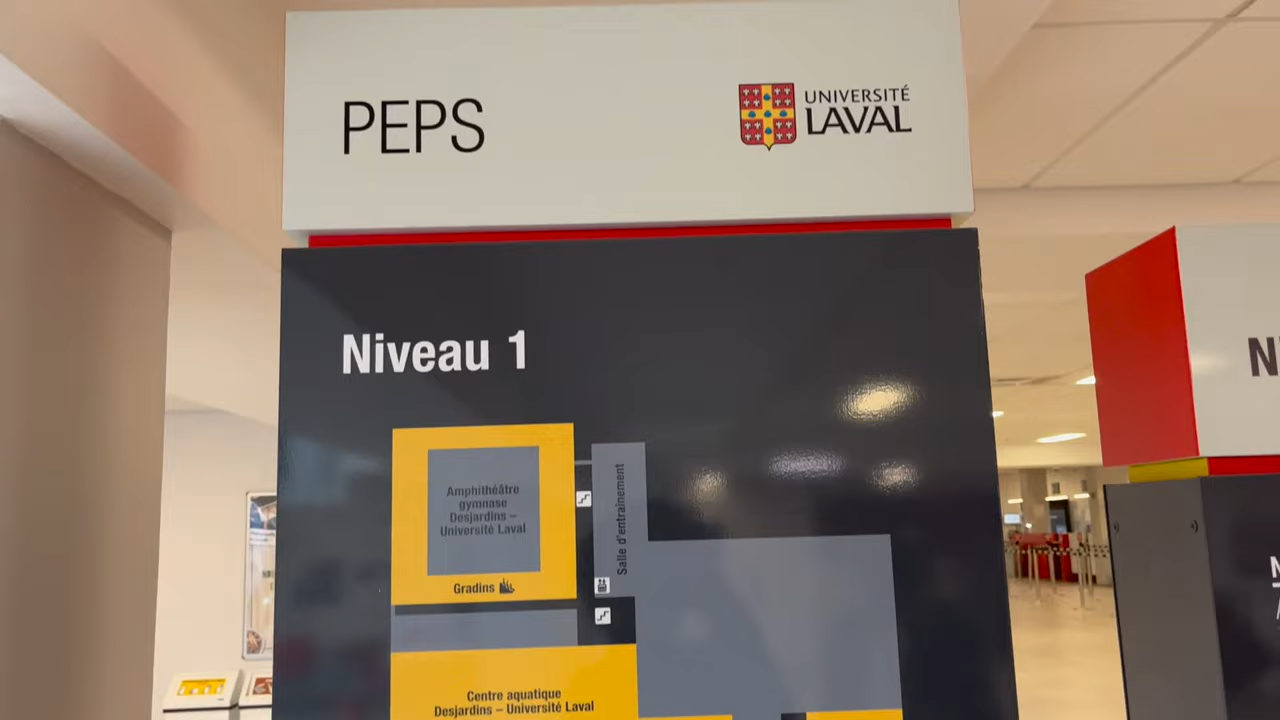 PEPS
UNIVERSITÉ
LAVAL
Niveau 1
Amphithéâtre
gymnase
Desjardins –
Université Laval
Gradins
Salle d'entraînement
Centre aquatique
Desjardins – Université Laval